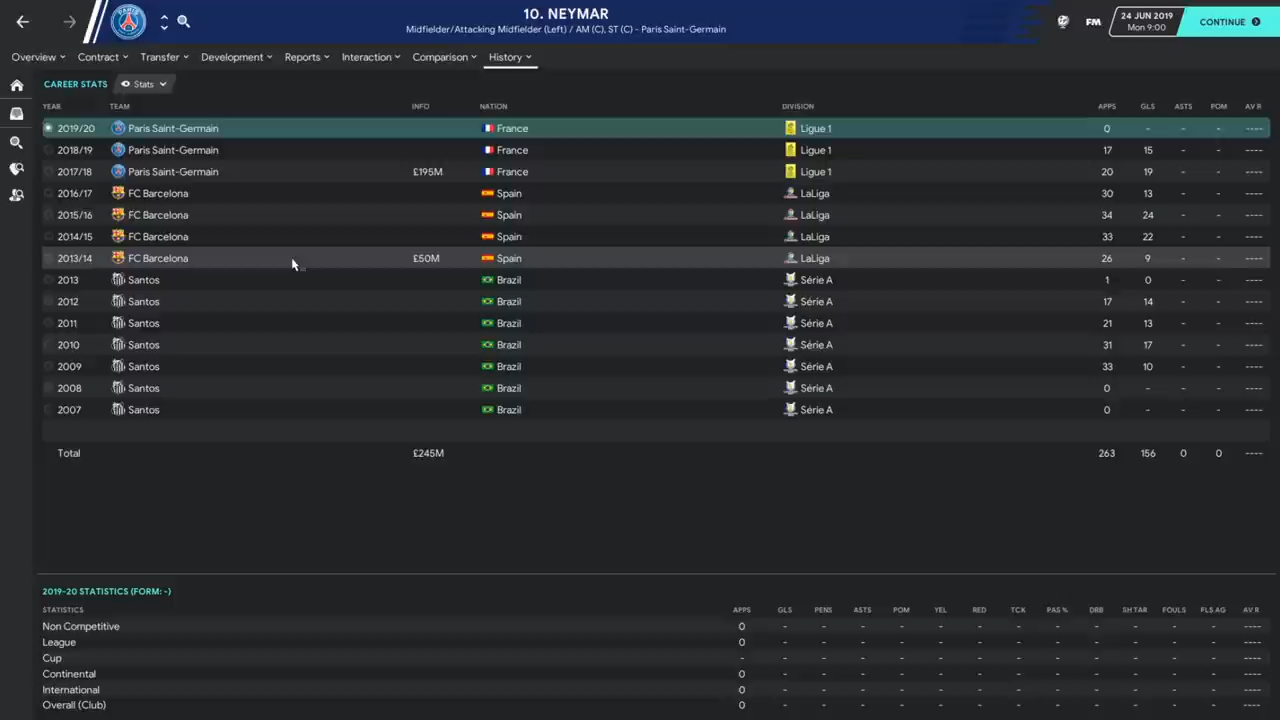 10. NEYMAR
Midfielder/Attacking Midfielder (Left) / AM (C), ST (C) - Paris Saint-Germain
FM
24 JUN 2019
Mon 9:00
CONTINUE
Overview Contract Transfer Development Reports Interaction Comparison History
CAREER STATS Stats
YEAR TEAM INFO NATION DIVISION APPS GLS ASTS POM AV R
2019/20 Paris Saint-Germain France Ligue 1 0 - - - ----
2018/19 Paris Saint-Germain France Ligue 1 17 15 - - ----
2017/18 Paris Saint-Germain £195M France Ligue 1 20 19 - - ----
2016/17 FC Barcelona Spain LaLiga 30 13 - - ----
2015/16 FC Barcelona Spain LaLiga 34 24 - - ----
2014/15 FC Barcelona Spain LaLiga 33 22 - - ----
2013/14 FC Barcelona £50M Spain LaLiga 26 9 - - ----
2013 Santos Brazil Série A 1 0 - - ----
2012 Santos Brazil Série A 17 14 - - ----
2011 Santos Brazil Série A 21 13 - - ----
2010 Santos Brazil Série A 31 17 - - ----
2009 Santos Brazil Série A 33 10 - - ----
2008 Santos Brazil Série A 0 - - - ----
2007 Santos Brazil Série A 0 - - - ----
Total £245M 263 156 0 0 ----
2019-20 STATISTICS (FORM: -)
STATISTICS APPS GLS PENS ASTS POM YEL RED TCK PAS % DRB SH TAR FOULS FLS AG AV R
Non Competitive 0 - - - - - - - - - - - - ----
League 0 - - - - - - - - - - - - ----
Cup - - - - - - - - - - - - - ----
Continental 0 - - - - - - - - - - - - ----
International 0 - - - - - - - - - - - - ----
Overall (Club) 0 - - - - - - - - - - - - ----